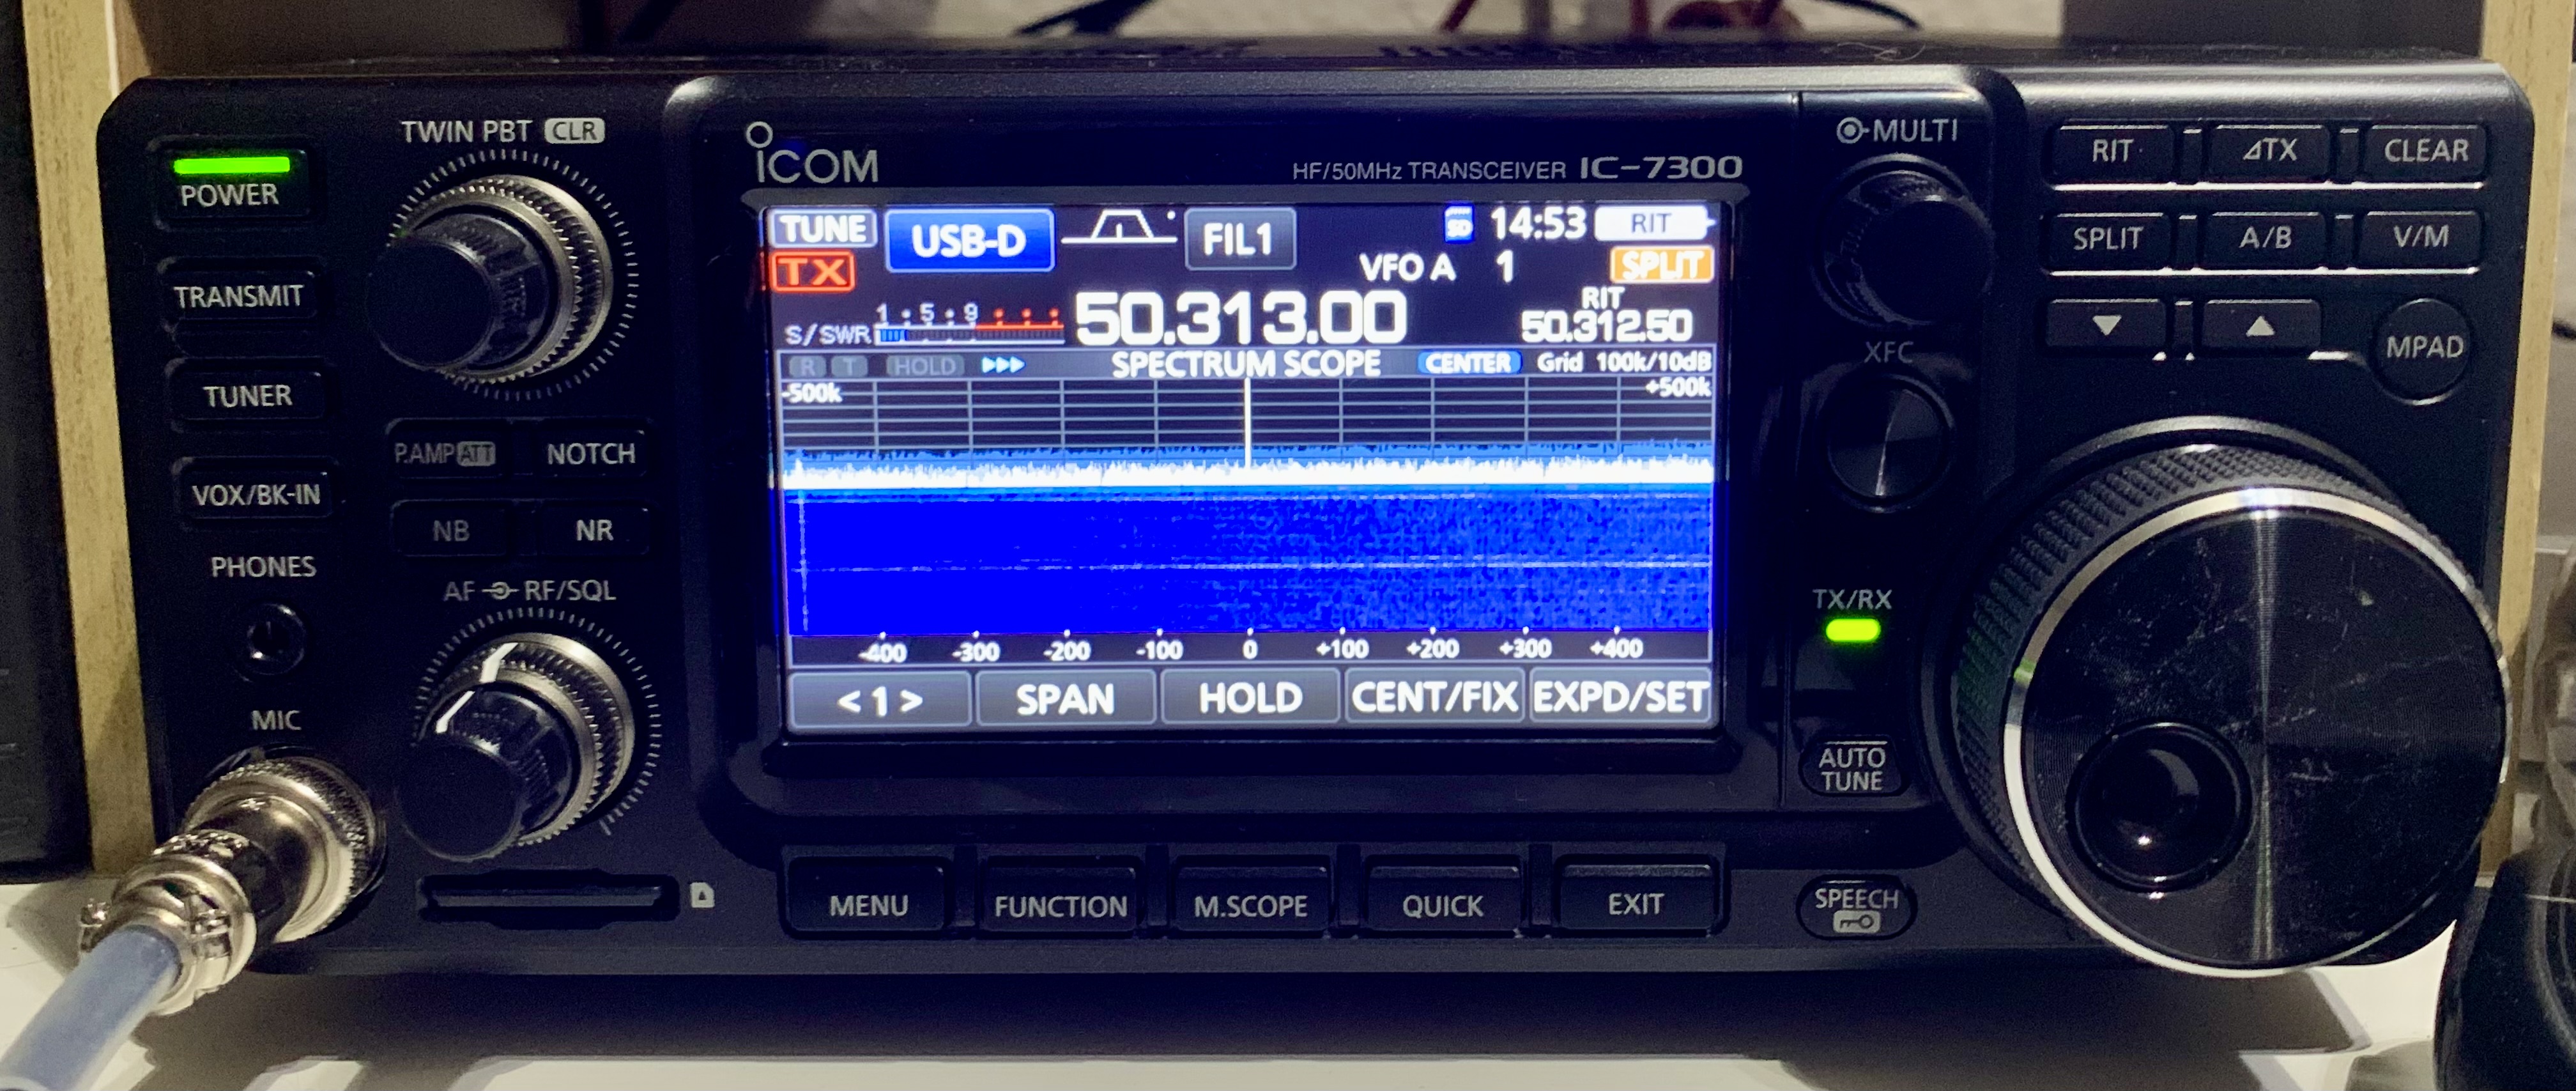 POWER
TRANSMIT
TUNER
VOX/BK-IN
PHONES
MIC
TWIN PBT CLR
P.AMP ATT
NOTCH
NB
NR
AF RF/SQL
ICOM
HF/50MHz TRANSCEIVER IC-7300
TUNE
USB-D
FIL1
SD
14:53
RIT
TX
VFO A 1
SPLIT
1 5 9
S/SWR
50.313.00
RIT
50.312.50
R T HOLD
SPECTRUM SCOPE
CENTER
Grid 100k/10dB
-500k
+500k
-400 -300 -200 -100 0 +100 +200 +300 +400
<1>
SPAN
HOLD
CENT/FIX
EXPD/SET
MENU
FUNCTION
M.SCOPE
QUICK
EXIT
MULTI
XFC
TX/RX
AUTO
TUNE
SPEECH
RIT
⊿TX
CLEAR
SPLIT
A/B
V/M
MPAD